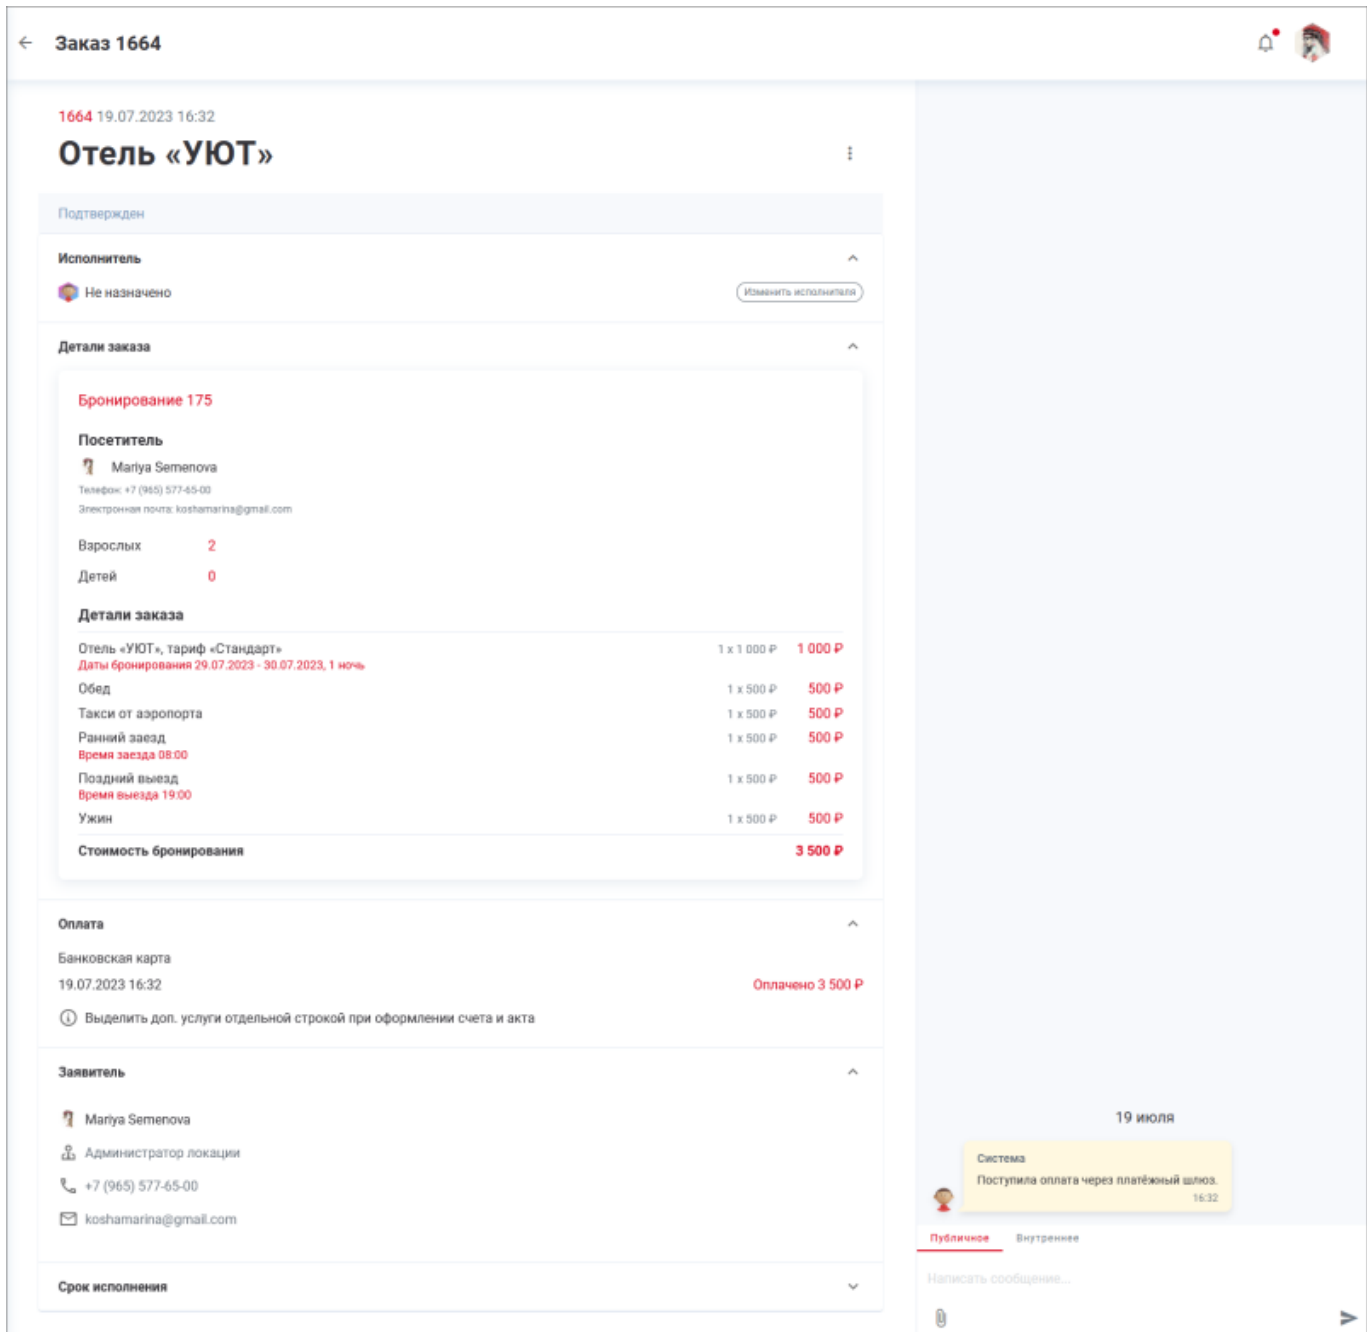 Заказ 1664
1664 19.07.2023 16:32
Отель «УЮТ»
Подтвержден
Исполнитель
Не назначено
Изменить исполнителя
Детали заказа
Бронирование 175
Посетитель
Mariya Semenova
Телефон: +7 (965) 577-65-00
Электронная почта: koshamarina@gmail.com
Взрослых 2
Детей 0
Детали заказа
Отель «УЮТ», тариф «Стандарт» 1 x 1 000 ₽ 1 000 ₽
Даты бронирования 29.07.2023 - 30.07.2023, 1 ночь
Обед 1 x 500 ₽ 500 ₽
Такси от аэропорта 1 x 500 ₽ 500 ₽
Ранний заезд 1 x 500 ₽ 500 ₽
Время заезда 08:00
Поздний выезд 1 x 500 ₽ 500 ₽
Время выезда 19:00
Ужин 1 x 500 ₽ 500 ₽
Стоимость бронирования 3 500 ₽
Оплата
Банковская карта
19.07.2023 16:32 Оплачено 3 500 ₽
Выделить доп. услуги отдельной строкой при оформлении счета и акта
Заявитель
Mariya Semenova
Администратор локации
+7 (965) 577-65-00
koshamarina@gmail.com
Срок исполнения
19 июля
Система
Поступила оплата через платёжный шлюз.
16:32
Публичное Внутреннее
Написать сообщение...